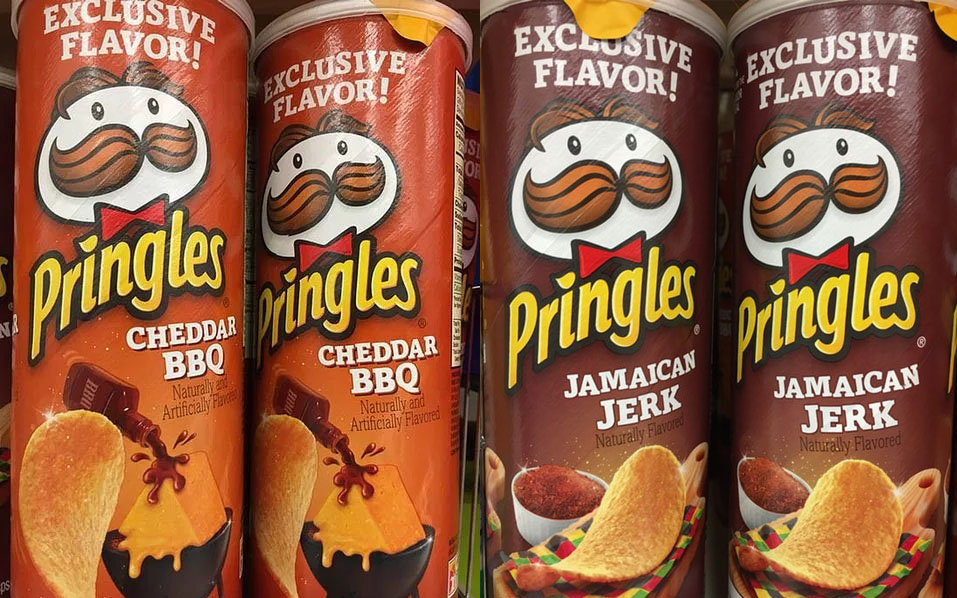 EXCLUSIVE
FLAVOR!
Pringles
CHEDDAR
BBQ
Naturally and
Artificially Flavored
EXCLUSIVE
FLAVOR!
Pringles
®
CHEDDAR
BBQ
Naturally and
Artificially Flavored
EXCLUSIVE
FLAVOR!
Pringles
®
JAMAICAN
JERK
Naturally Flavored
EXCLUSIVE
FLAVOR!
Pringles
®
JAMAICAN
JERK
Naturally Flavored